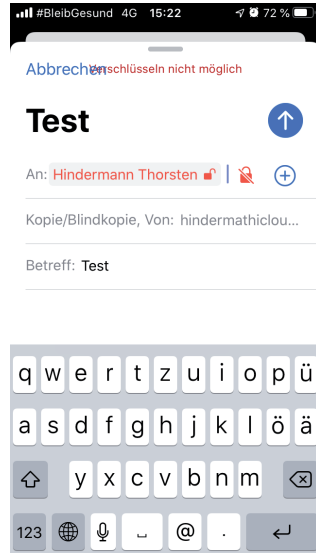 #BleibGesund 4G 15:22 72 %
Abbrechen Verschlüsseln nicht möglich
Test
An: Hindermann Thorsten
Kopie/Blindkopie, Von: hindermathiclou...
Betreff: Test
q w e r t z u i o p ü
a s d f g h j k l ö ä
y x c v b n m
123 @ .